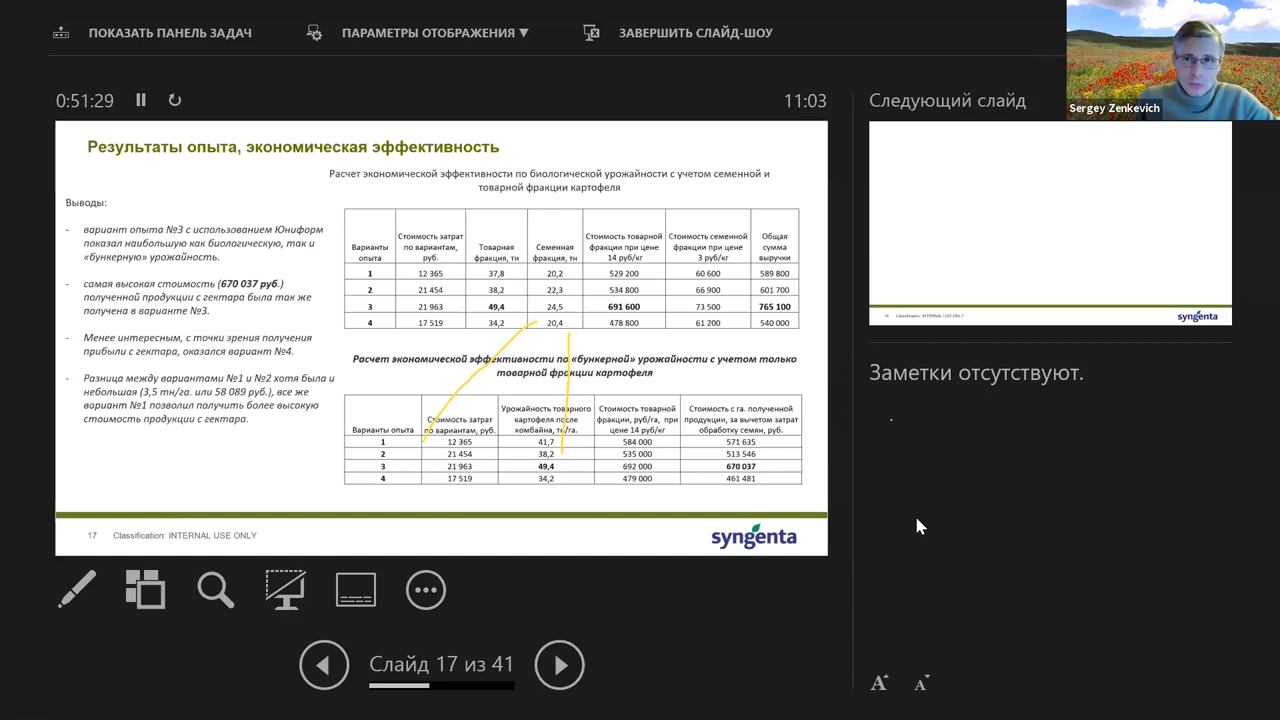 ПОКАЗАТЬ ПАНЕЛЬ ЗАДАЧ
ПАРАМЕТРЫ ОТОБРАЖЕНИЯ ▼
ЗАВЕРШИТЬ СЛАЙД-ШОУ
Sergey Zenkevich
0:51:29
11:03
Следующий слайд
Результаты опыта, экономическая эффективность
Расчет экономической эффективности по биологической урожайности с учетом семенной и
товарной фракции картофеля
Выводы:
- вариант опыта №3 с использованием Юниформ
показал наибольшую как биологическую, так и
«бункерную» урожайность.
- самая высокая стоимость (670 037 руб.)
полученной продукции с гектара была так же
получена в варианте №3.
- Менее интересным, с точки зрения получения
прибыли с гектара, оказался вариант №4.
- Разница между вариантами №1 и №2 хотя была и
небольшая (3,5 тн/га. или 58 089 руб.), все же
вариант №1 позволил получить более высокую
стоимость продукции с гектара.
Варианты опыта Стоимость затрат по вариантам, руб. Товарная фракция, тн Семенная фракция, тн Стоимость товарной фракции при цене 14 руб/кг Стоимость семенной фракции при цене 3 руб/кг Общая сумма выручки
1 12 365 37,8 20,2 529 200 60 600 589 800
2 21 454 38,2 22,3 534 800 66 900 601 700
3 21 963 49,4 24,5 691 600 73 500 765 100
4 17 519 34,2 20,4 478 800 61 200 540 000
Расчет экономической эффективности по «бункерной» урожайности с учетом только
товарной фракции картофеля
Варианты опыта Стоимость затрат по вариантам, руб. Урожайность товарного картофеля после комбайна, тн/га. Стоимость товарной фракции, руб/га, при цене 14 руб/кг Стоимость с га. полученной продукции, за вычетом затрат обработку семян, руб.
1 12 365 41,7 584 000 571 635
2 21 454 38,2 535 000 513 546
3 21 963 49,4 692 000 670 037
4 17 519 34,2 479 000 461 481
17 Classification: INTERNAL USE ONLY
syngenta
Classification: INTERNAL USE ONLY
syngenta
Заметки отсутствуют.
Слайд 17 из 41
A A